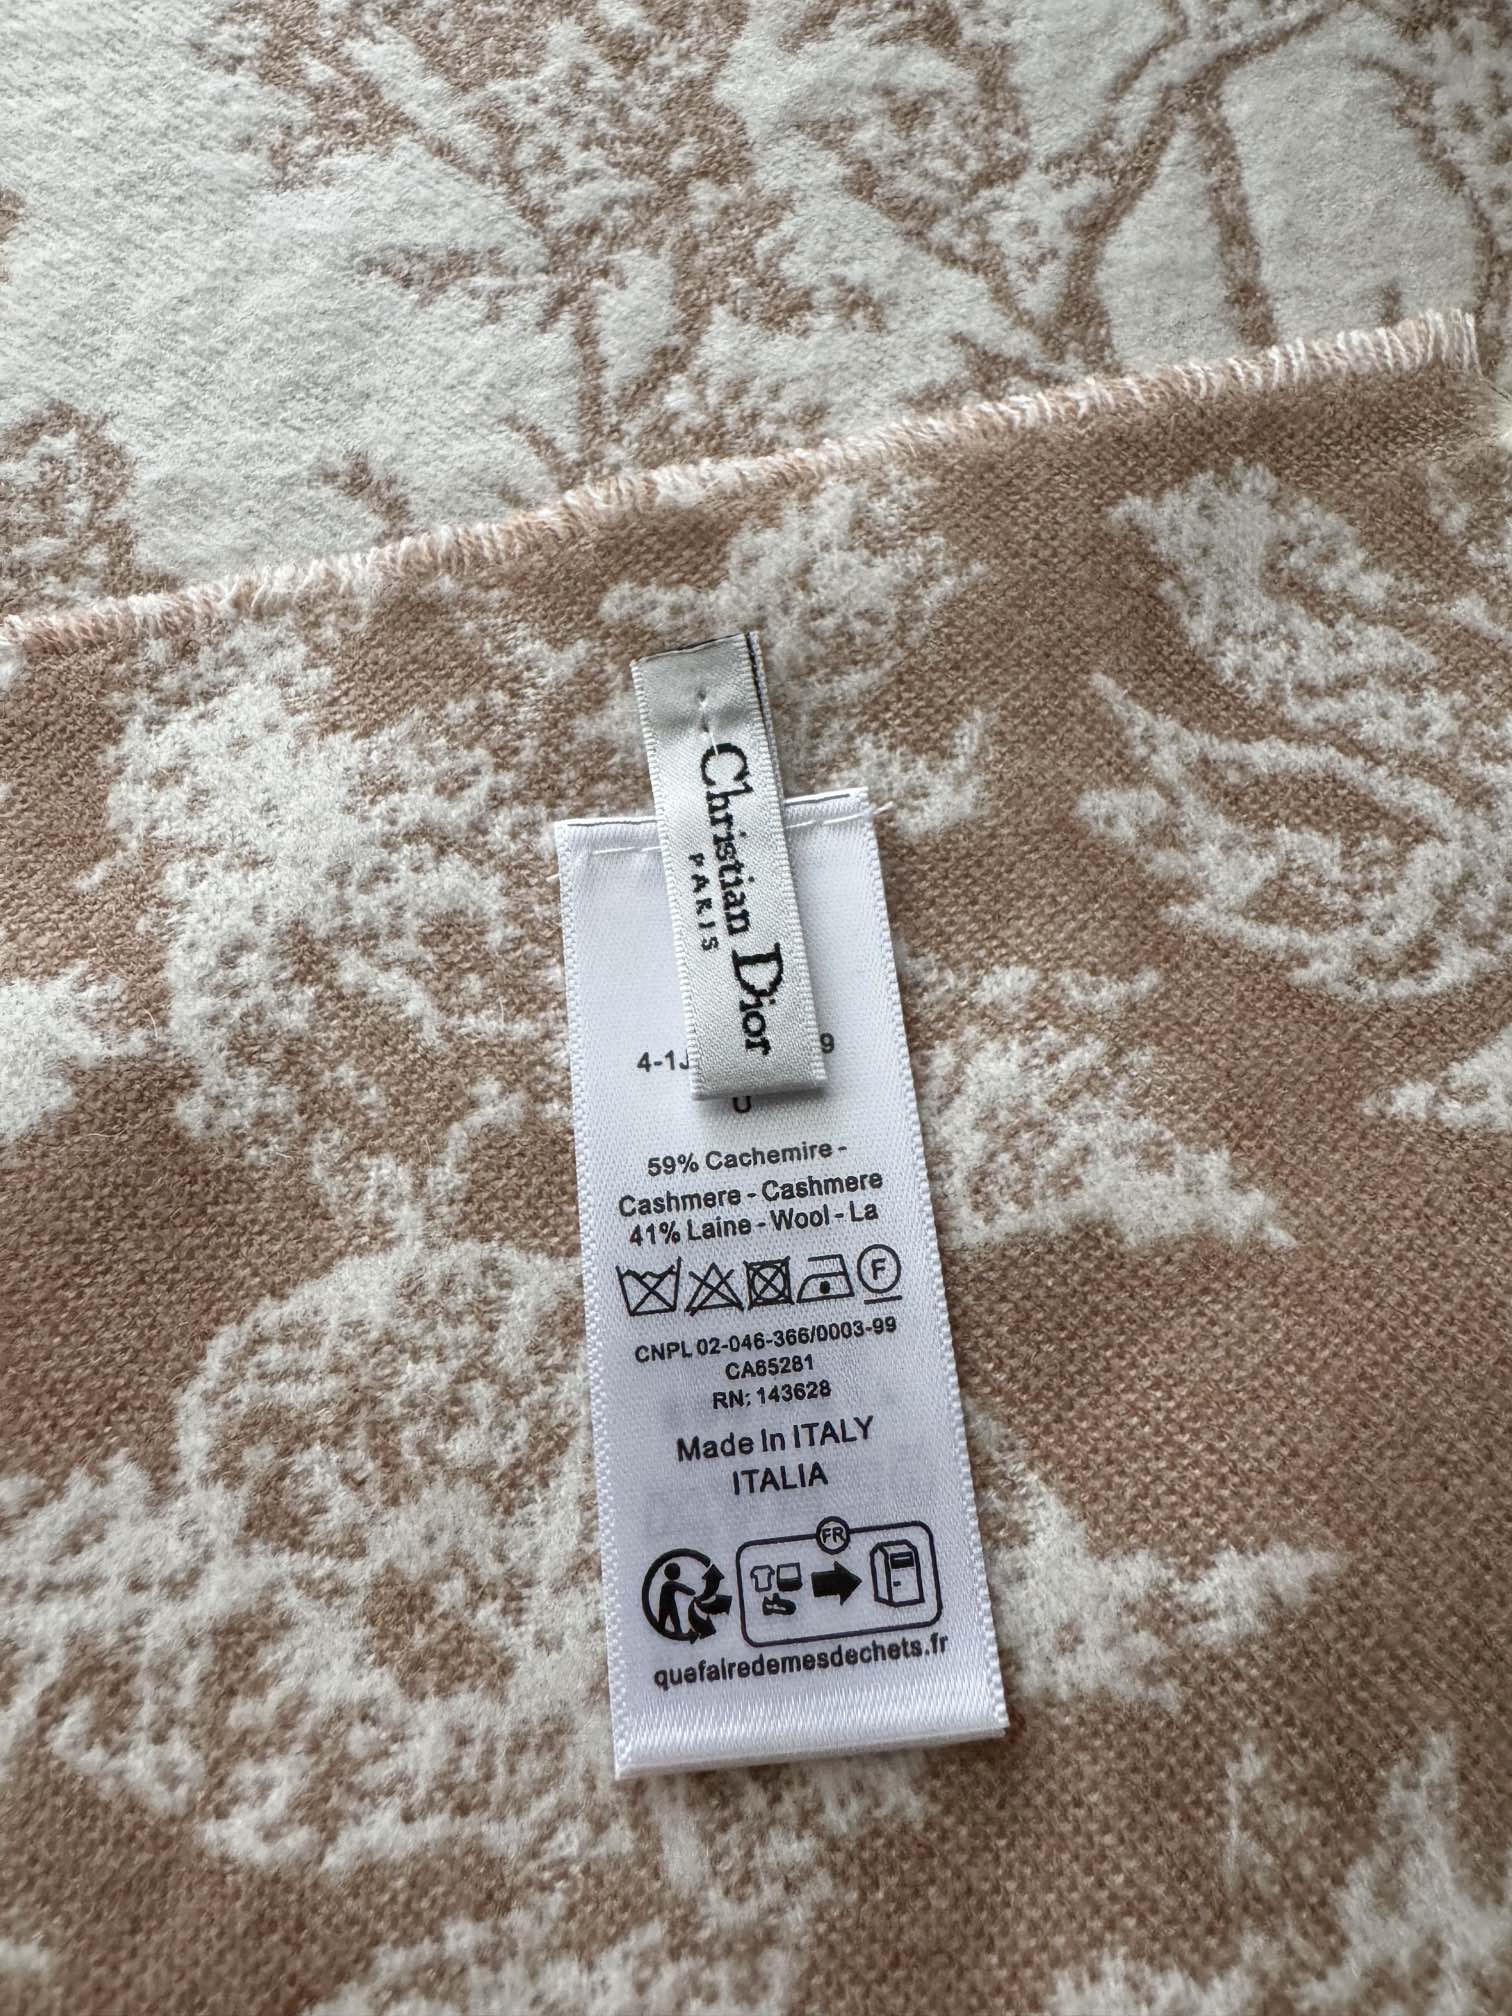 Christian Dior
PARIS
59% Cachemire -
Cashmere - Cashmere
41% Laine - Wool - La
F
CNPL 02-046-366/0003-99
CA65281
RN: 143628
Made In ITALY
ITALIA
FR
quefairedemesdechets.fr